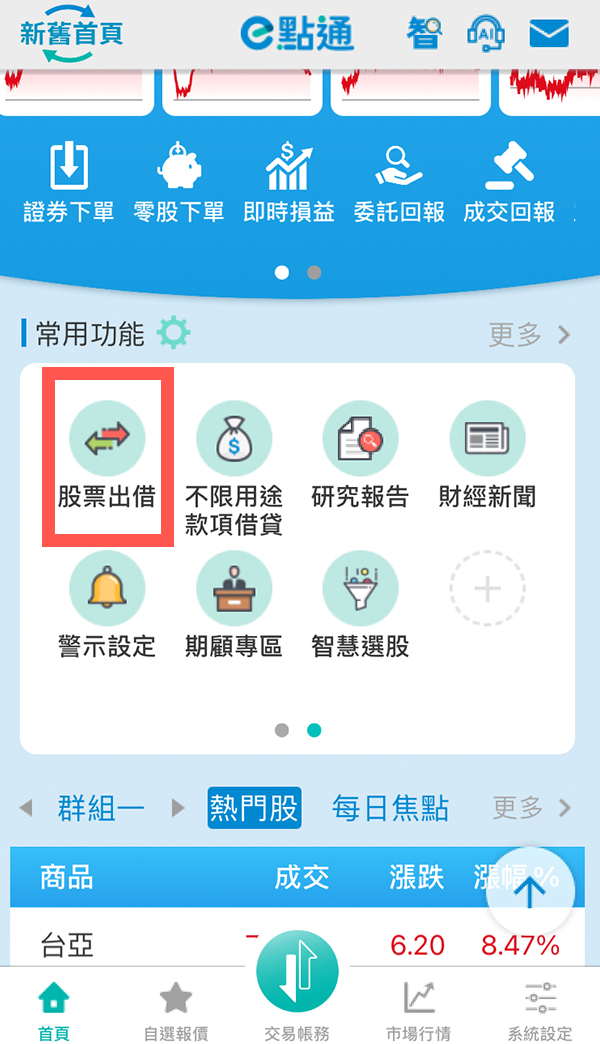 新舊首頁
e點通
智
AI
證券下單 零股下單 即時損益 委託回報 成交回報
常用功能
更多
股票出借 不限用途 研究報告 財經新聞
款項借貸
警示設定 期顧專區 智慧選股
群組一 熱門股 每日焦點 更多
商品 成交 漲跌 漲幅%
台亞 6.20 8.47%
首頁 自選報價 交易帳務 市場行情 系統設定